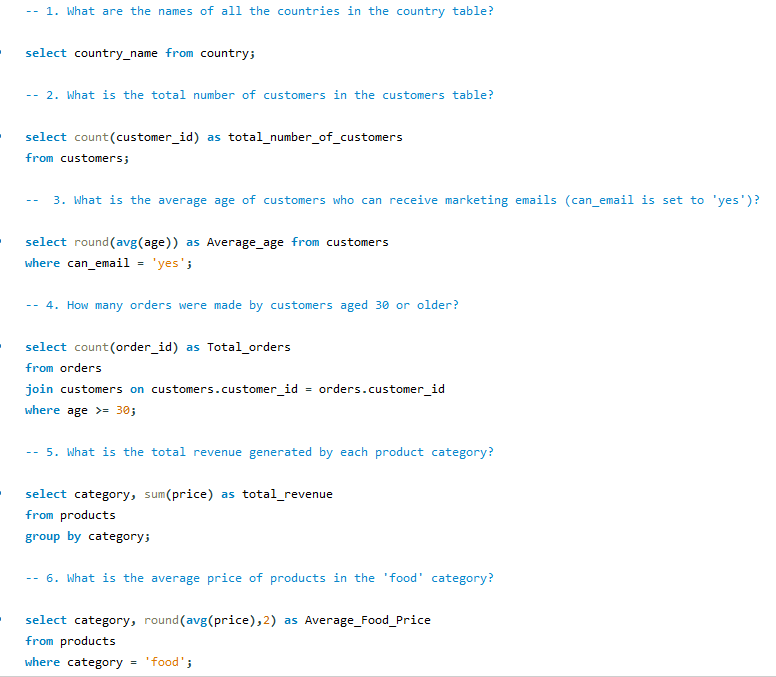 -- 1. What are the names of all the countries in the country table?
select country_name from country;
-- 2. What is the total number of customers in the customers table?
select count(customer_id) as total_number_of_customers
from customers;
--  3. What is the average age of customers who can receive marketing emails (can_email is set to 'yes')?
select round(avg(age)) as Average_age from customers
where can_email = 'yes';
-- 4. How many orders were made by customers aged 30 or older?
select count(order_id) as Total_orders
from orders
join customers on customers.customer_id = orders.customer_id
where age >= 30;
-- 5. What is the total revenue generated by each product category?
select category, sum(price) as total_revenue
from products
group by category;
-- 6. What is the average price of products in the 'food' category?
select category, round(avg(price),2) as Average_Food_Price
from products
where category = 'food';